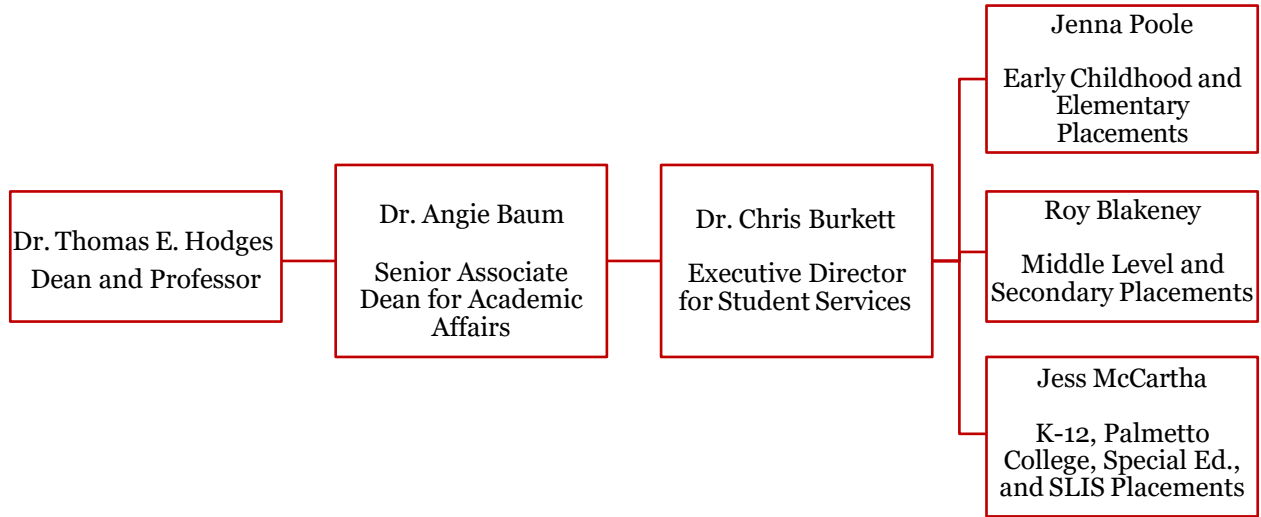 Dr. Thomas E. Hodges
Dean and Professor
Dr. Angie Baum
Senior Associate
Dean for Academic
Affairs
Dr. Chris Burkett
Executive Director
for Student Services
Jenna Poole
Early Childhood and
Elementary
Placements
Roy Blakeney
Middle Level and
Secondary Placements
Jess McCartha
K-12, Palmetto
College, Special Ed.,
and SLIS Placements